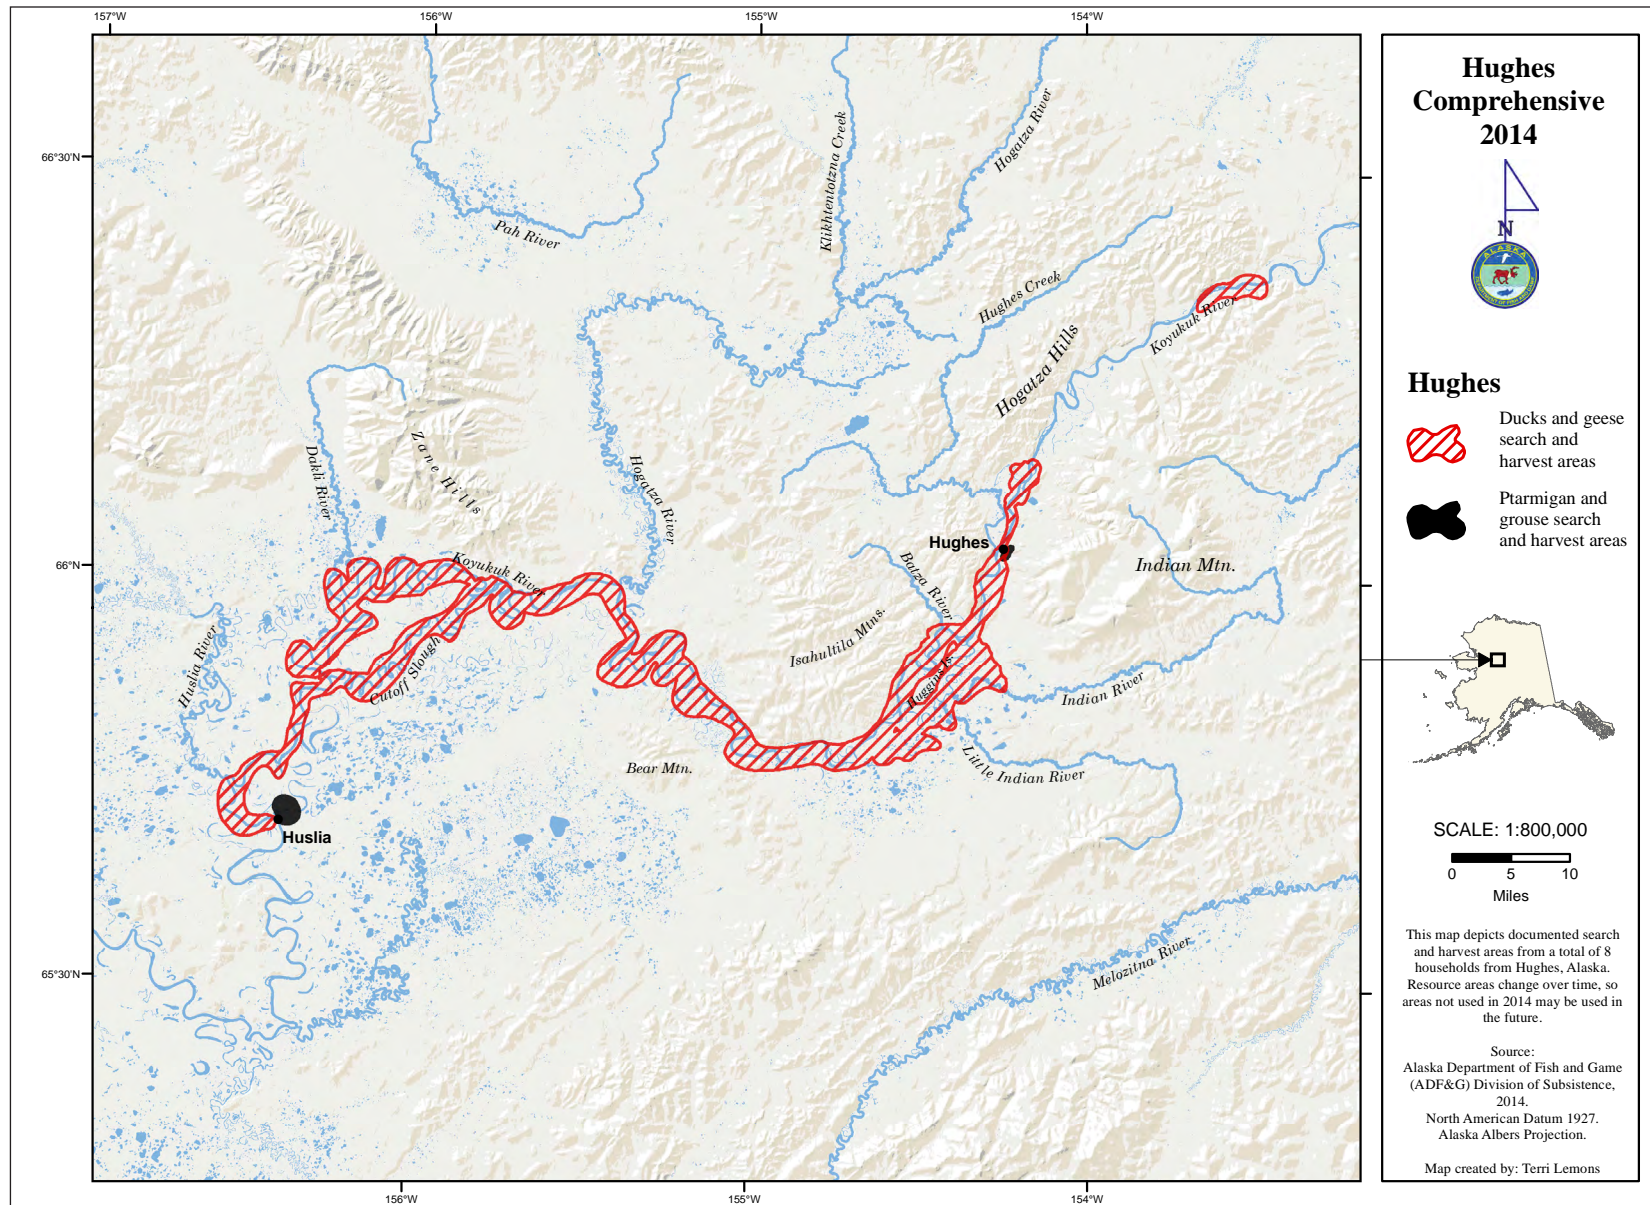 157°W
156°W
155°W
154°W
66°30'N
66°N
65°30'N
156°W
155°W
154°W
Pah River
Klikhtentotzna Creek
Hogatza River
Hughes Creek
Koyukuk River
Hogatza Hills
Zane Hills
Dakli River
Hogatza River
Koyukuk River
Hughes
Batza River
Indian Mtn.
Isahultila Mtns.
Huslia River
Cutoff Slough
Huggins Is.
Indian River
Bear Mtn.
Little Indian River
Huslia
Melozitna River
Hughes
Comprehensive
2014
N
ALASKA
Hughes
Ducks and geese
search and
harvest areas
Ptarmigan and
grouse search
and harvest areas
SCALE: 1:800,000
0 5 10
Miles
This map depicts documented search
and harvest areas from a total of 8
households from Hughes, Alaska.
Resource areas change over time, so
areas not used in 2014 may be used in
the future.
Source:
Alaska Department of Fish and Game
(ADF&G) Division of Subsistence,
2014.
North American Datum 1927.
Alaska Albers Projection.
Map created by: Terri Lemons